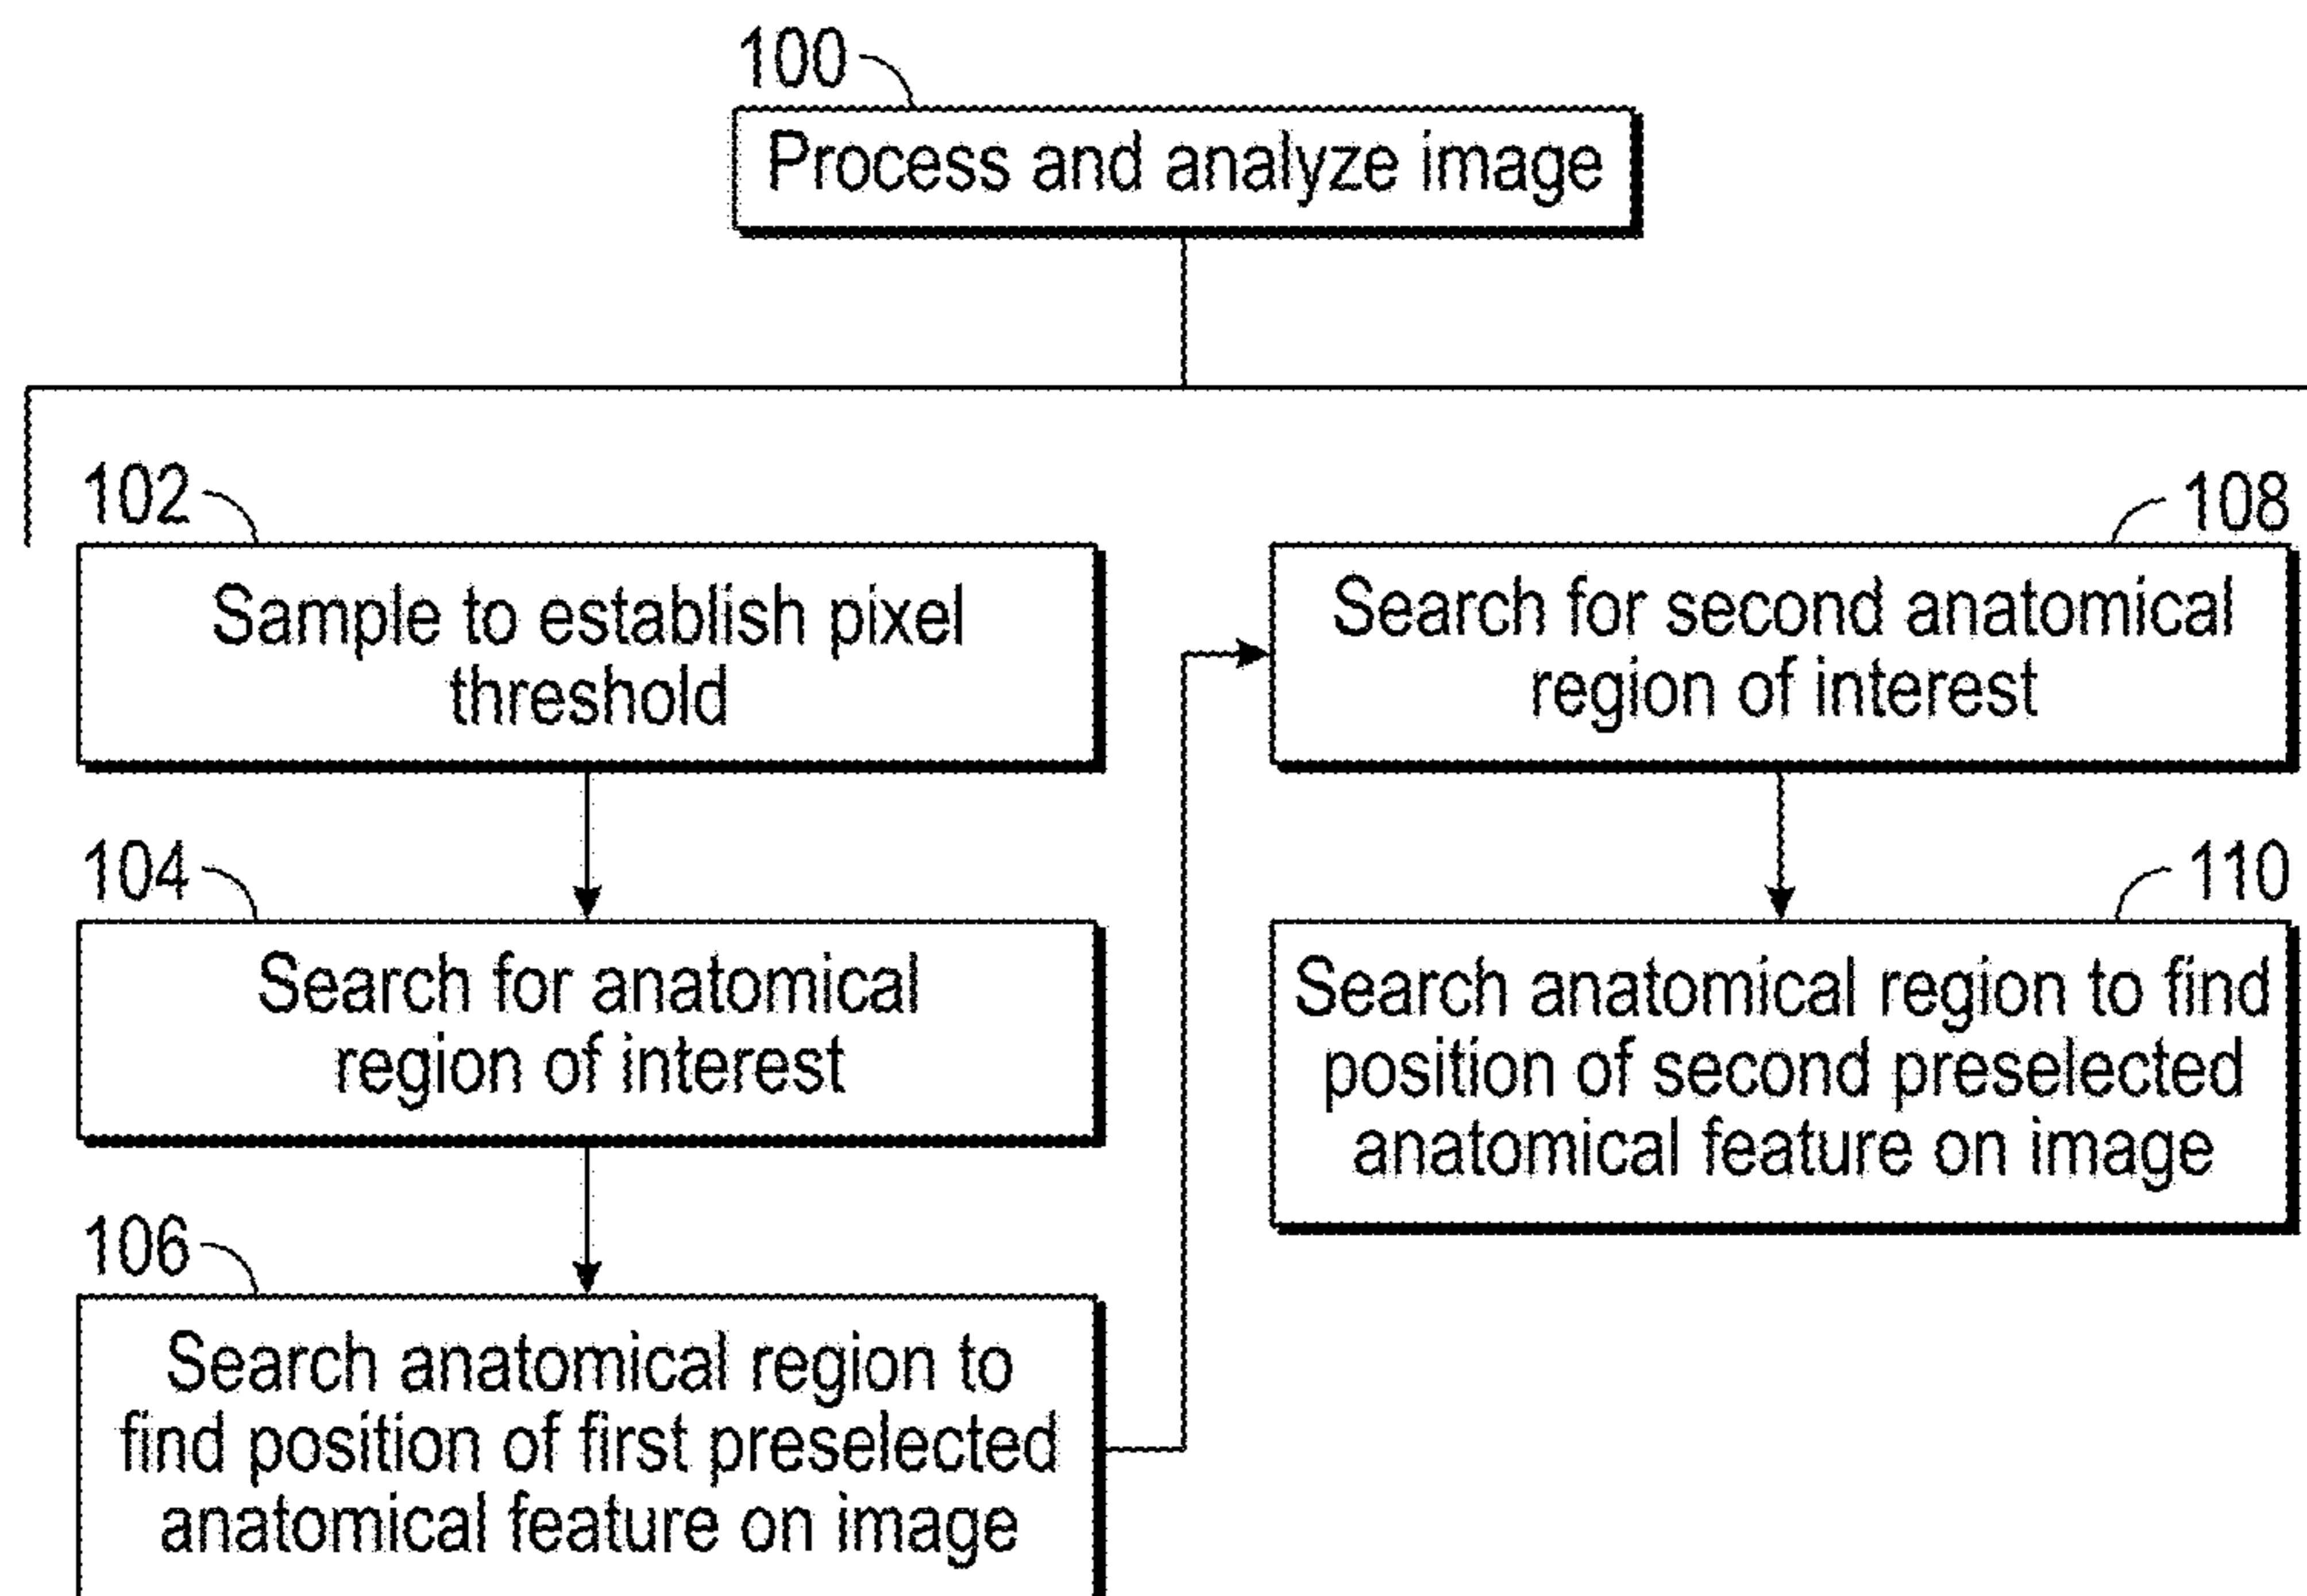 100
Process and analyze image
102
Sample to establish pixel
threshold
104
Search for anatomical
region of interest
106
Search anatomical region to
find position of first preselected
anatomical feature on image
108
Search for second anatomical
region of interest
110
Search anatomical region to find
position of second preselected
anatomical feature on image